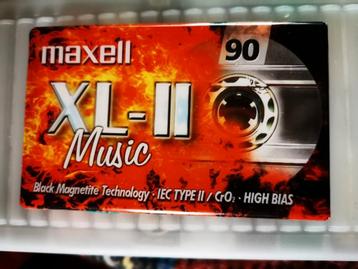 maxell
90
XL-II
Music
Black Magnetite Technology · IEC TYPE II / CrO₂ · HIGH BIAS